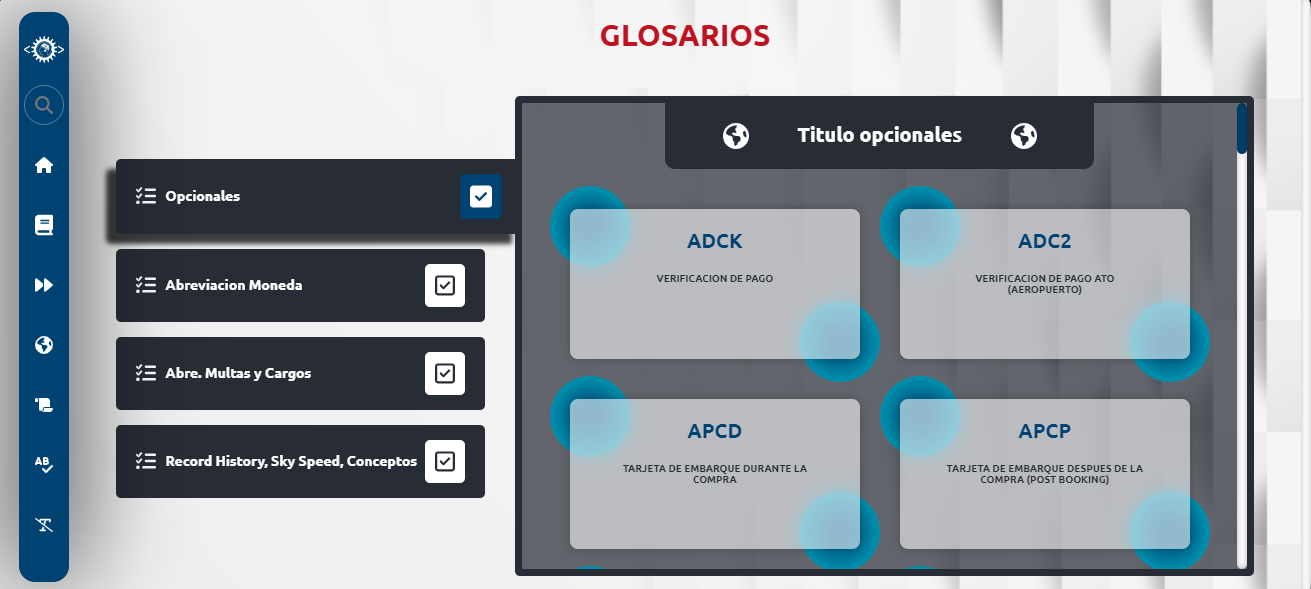 GLOSARIOS
Opcionales
Abreviacion Moneda
Abre. Multas y Cargos
Record History, Sky Speed, Conceptos
AB
Titulo opcionales
ADCK
VERIFICACION DE PAGO
ADC2
VERIFICACION DE PAGO ATO
(AEROPUERTO)
APCD
TARJETA DE EMBARQUE DURANTE LA
COMPRA
APCP
TARJETA DE EMBARQUE DESPUES DE LA
COMPRA (POST BOOKING)